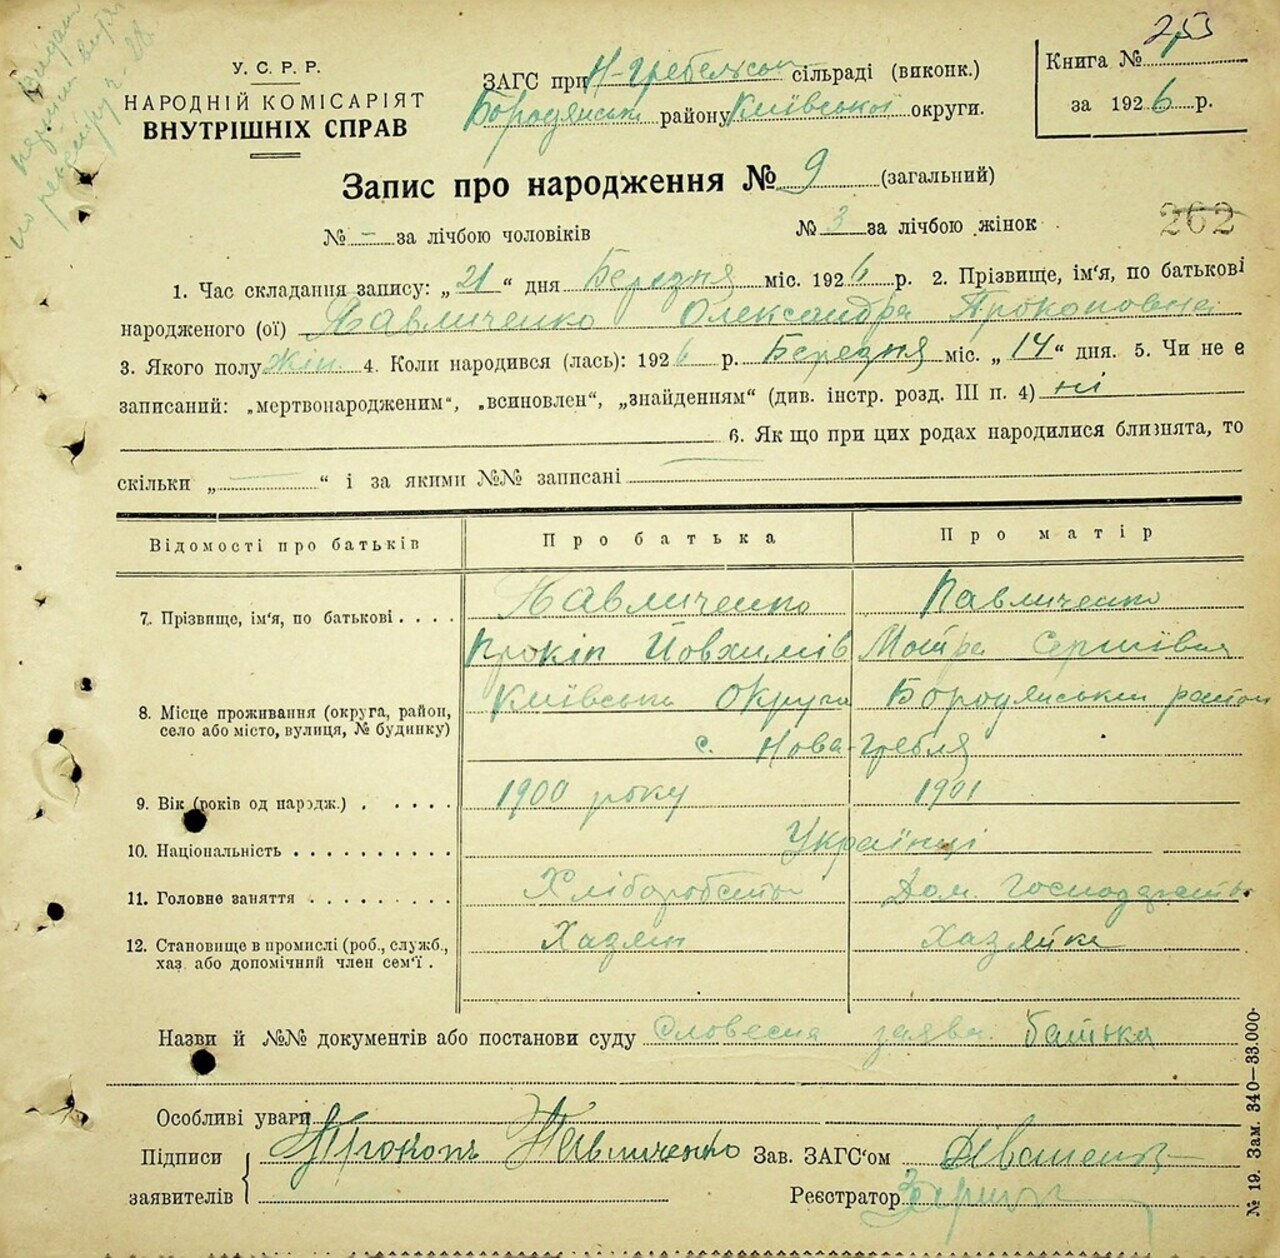 У. С. Р. Р.
НАРОДНІЙ КОМІСАРІЯТ
ВНУТРІШНІХ СПРАВ
ЗАГС при Н-Гребельській сільраді (виконк.)
Бородянськ району Київської округи.
Книга № 253
за 1926 р.
Запис про народження № 9 (загальний)
№ – за лічбою чоловіків № 3 за лічбою жінок
262
1. Час складання запису: „21“ дня Березня міс. 1926 р. 2. Прізвище, ім'я, по батькові
народженого (ої) Павличенко Олександра Прокоповна
3. Якого полу Жін. 4. Коли народився (лась): 1926 р. Березня міс. „14“ дня. 5. Чи не є
записаний: „мертвонародженим“, „всиновлен“, „знайденням“ (див. інстр. розд. III п. 4) ні
6. Як що при цих родах народилися близнята, то
скільки „ — “ і за якими №№ записані —
Відомості про батьків Про батька Про матір
7. Прізвище, ім'я, по батькові . . . . Павличенко Павличенко
Прокіп Йовхимів Мотра Сергіївна
8. Місце проживання (округа, район, Київська Округа Бородянський район
село або місто, вулиця, № будинку) с. Нова-Гребля
9. Вік (років од народж.) . . . . . 1900 року 1901
10. Національність . . . . . . . . . . Українці
11. Головне заняття . . . . . . . . . Хліборобство Дом. Господарство
12. Становище в промислі (роб., служб., Хазяїн Хазяйка
хаз. або допомічний член сем'ї .
Назви й №№ документів або постанови суду Словесна заява батька
Особливі уваги
Підписи Прокопъ Павличенко Зав. ЗАГС'ом
заявителів Реєстратор
№ 19. Зам. 340—33.000·